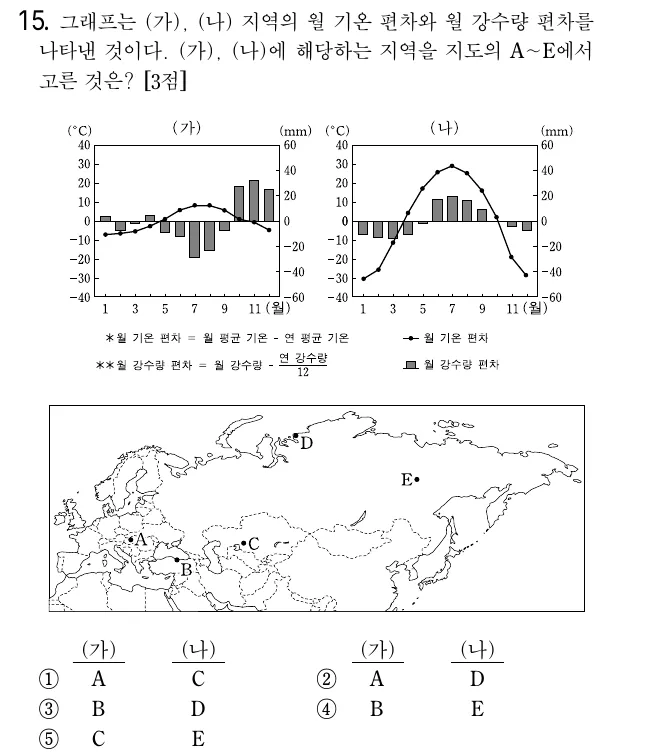 15. 그래프는 (가), (나) 지역의 월 기온 편차와 월 강수량 편차를
나타낸 것이다. (가), (나)에 해당하는 지역을 지도의 A~E에서
고른 것은? [3점]
(℃) (가) (mm) (℃) (나) (mm)
40 60 40 60
30 40 30 40
20 20
10 20 10 20
0 0 0 0
-10 -20 -10 -20
-20 -20
-30 -40 -30 -40
-40 -60 -40 -60
1 3 5 7 9 11 (월) 1 3 5 7 9 11 (월)
*월 기온 편차 = 월 평균 기온 - 연 평균 기온 월 기온 편차
**월 강수량 편차 = 월 강수량 - 연 강수량/12 월 강수량 편차
D
E
A
C
B
(가) (나) (가) (나)
① A C ② A D
③ B D ④ B E
⑤ C E